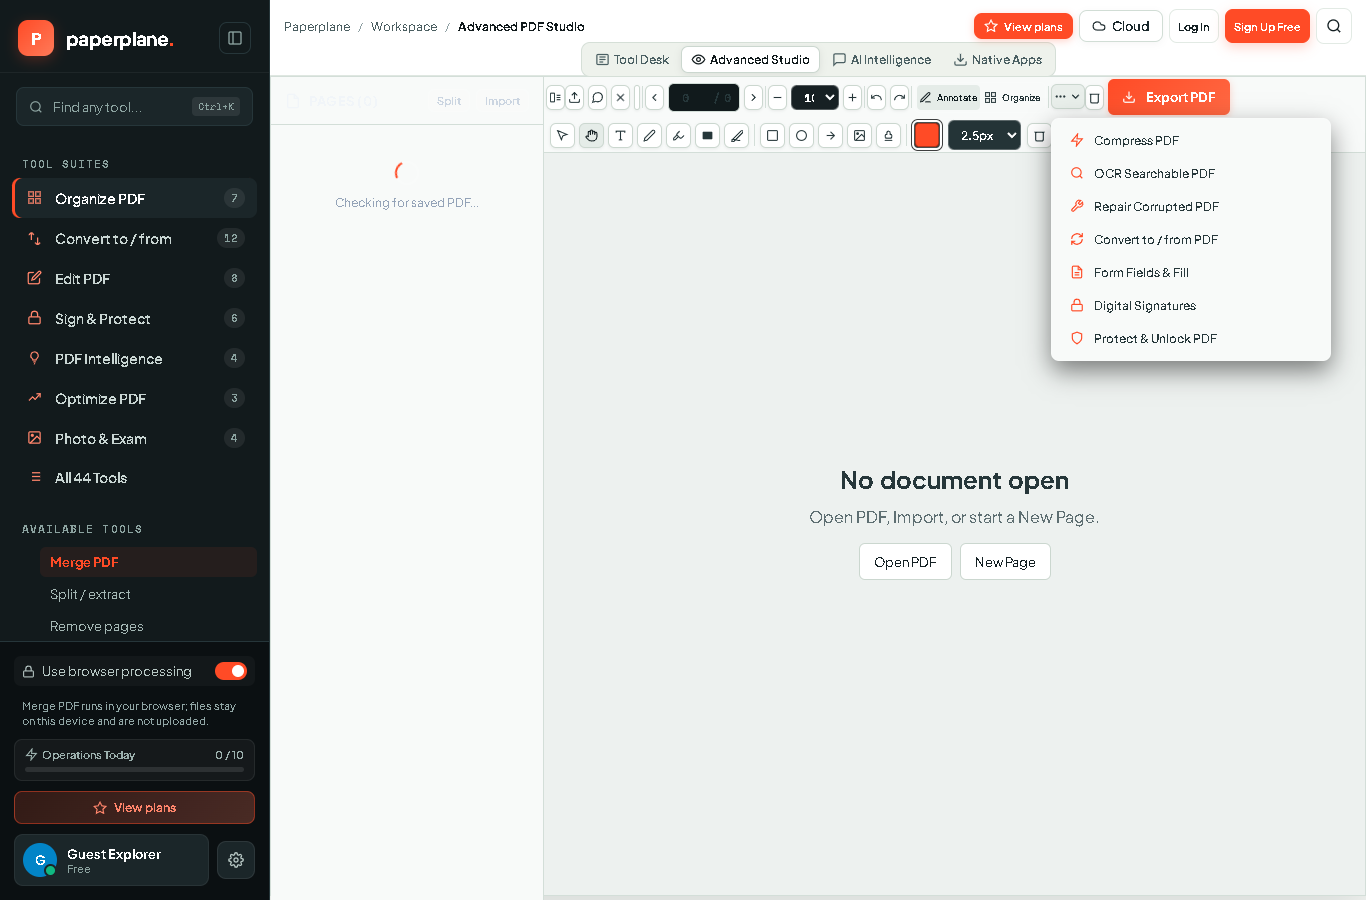 P paperplane.
Find any tool... Ctrl+K
TOOL SUITES
Organize PDF 7
Convert to / from 12
Edit PDF 8
Sign & Protect 6
PDF Intelligence 4
Optimize PDF 3
Photo & Exam 4
All 44 Tools
AVAILABLE TOOLS
Merge PDF
Split / extract
Remove pages
Use browser processing
Merge PDF runs in your browser; files stay
on this device and are not uploaded.
Operations Today 0 / 10
View plans
G Guest Explorer
Free
Paperplane / Workspace / Advanced PDF Studio
View plans Cloud Log In Sign Up Free
Tool Desk Advanced Studio AI Intelligence Native Apps
PAGES (0) Split Import
0 / 0 Annotate Organize Export PDF
T 2.5px
Checking for saved PDF...
Compress PDF
OCR Searchable PDF
Repair Corrupted PDF
Convert to / from PDF
Form Fields & Fill
Digital Signatures
Protect & Unlock PDF
No document open
Open PDF, Import, or start a New Page.
Open PDF New Page